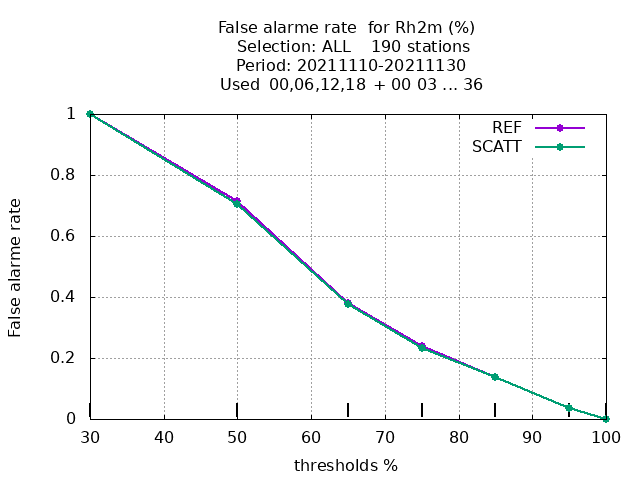 False alarme rate  for Rh2m (%)
Selection: ALL    190 stations
Period: 20211110-20211130
Used  00,06,12,18  + 00 03 ... 36
REF
SCATT
1
0.8
0.6
0.4
0.2
0
False alarme rate
30 40 50 60 70 80 90 100
thresholds %